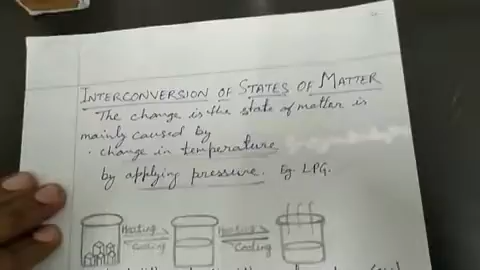 INTERCONVERSION OF STATES OF MATTER
The change is the state of matter is
mainly caused by
· change in temperature
by applying pressure. Eg. LPG.
Heating Heating
Cooling Cooling